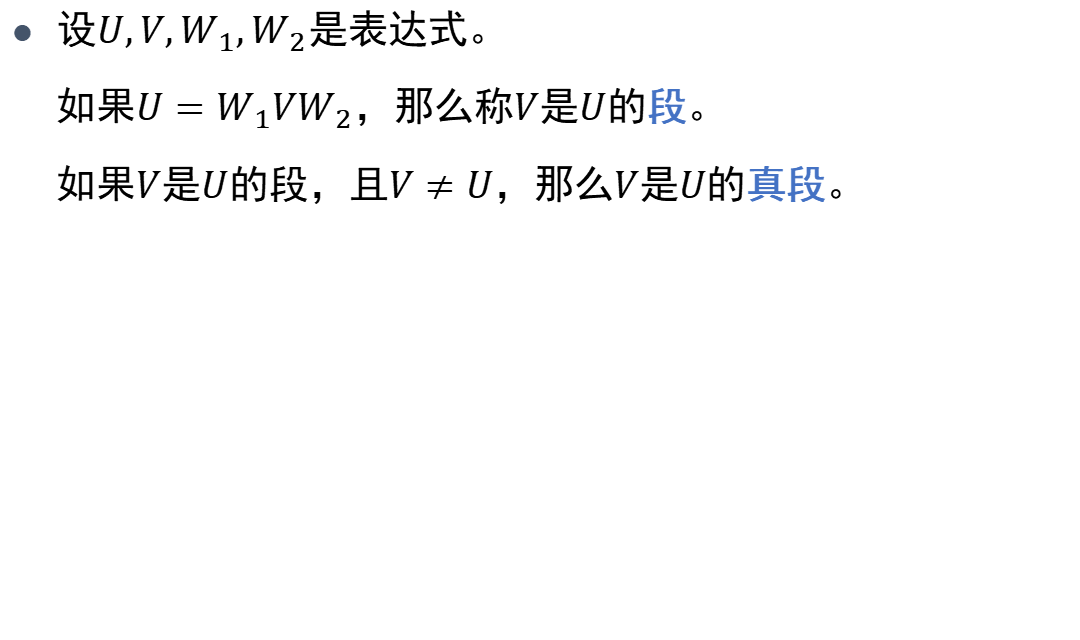 • 设U,V,W₁,W₂是表达式。
如果U = W₁VW₂，那么称V是U的段。
如果V是U的段，且V ≠ U，那么V是U的真段。